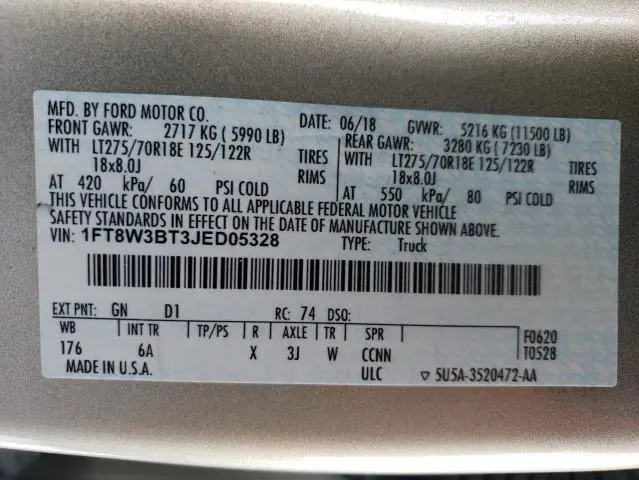 MFD. BY FORD MOTOR CO. DATE: 06/18 GVWR: 5216 KG (11500 LB)
FRONT GAWR: 2717 KG ( 5990 LB) REAR GAWR: 3280 KG ( 7230 LB)
WITH LT275/70R18E 125/122R TIRES WITH LT275/70R18E 125/122R TIRES
18x8.0J RIMS 18x8.0J RIMS
AT 420 kPa/ 60 PSI COLD AT 550 kPa/ 80 PSI COLD
THIS VEHICLE CONFORMS TO ALL APPLICABLE FEDERAL MOTOR VEHICLE
SAFETY STANDARDS IN EFFECT ON THE DATE OF MANUFACTURE SHOWN ABOVE
VIN: 1FT8W3BT3JED05328 TYPE: Truck
EXT PNT: GN D1 RC: 74 DSO:
WB INT TR TP/PS R AXLE TR SPR F0620
176 6A X 3J W CCNN T0528
MADE IN U.S.A. ULC ▽ 5U5A-3520472-AA